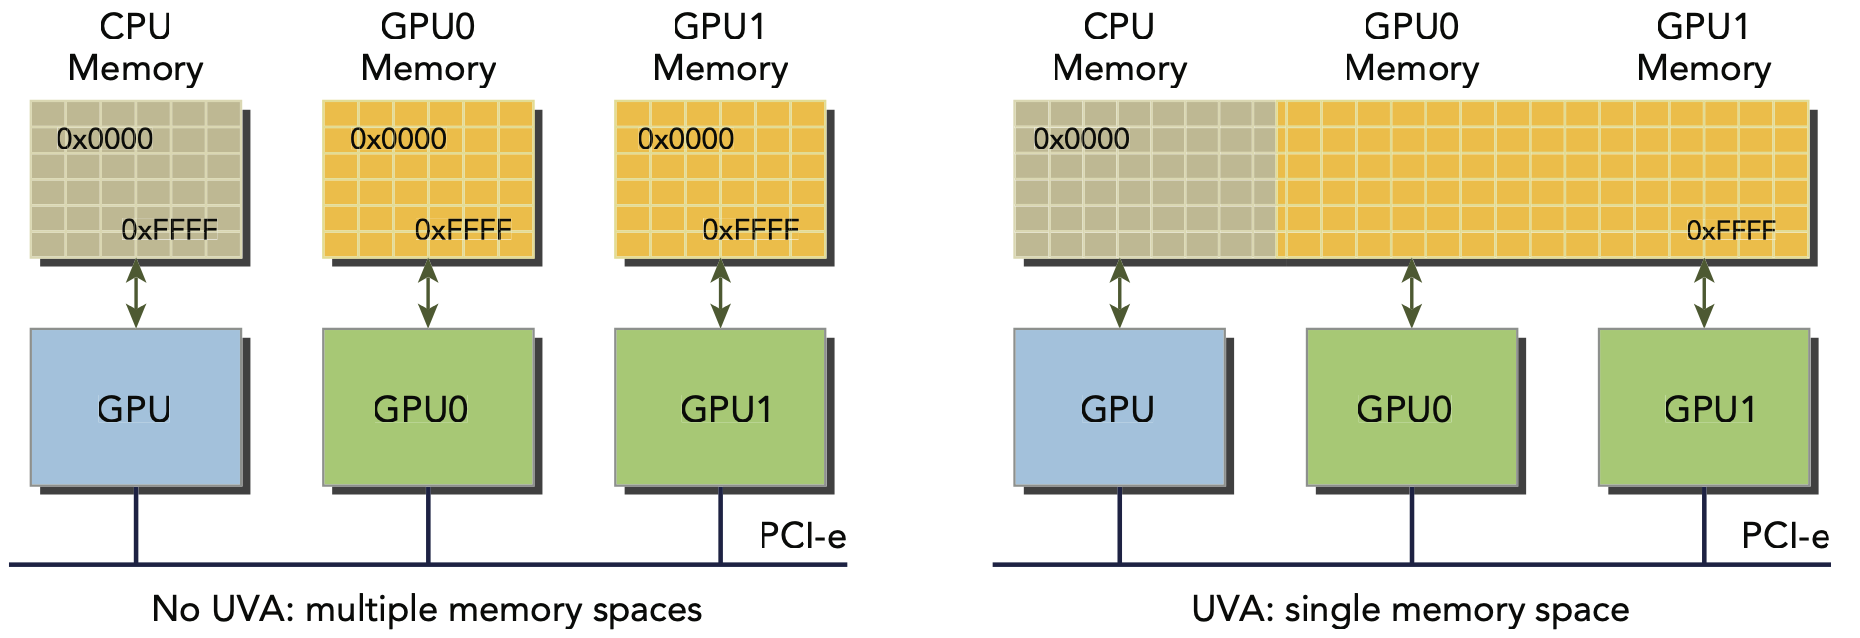 CPU
Memory
GPU0
Memory
GPU1
Memory
0x0000
0xFFFF
0x0000
0xFFFF
0x0000
0xFFFF
GPU
GPU0
GPU1
PCI-e
No UVA: multiple memory spaces
CPU
Memory
GPU0
Memory
GPU1
Memory
0x0000
0xFFFF
GPU
GPU0
GPU1
PCI-e
UVA: single memory space